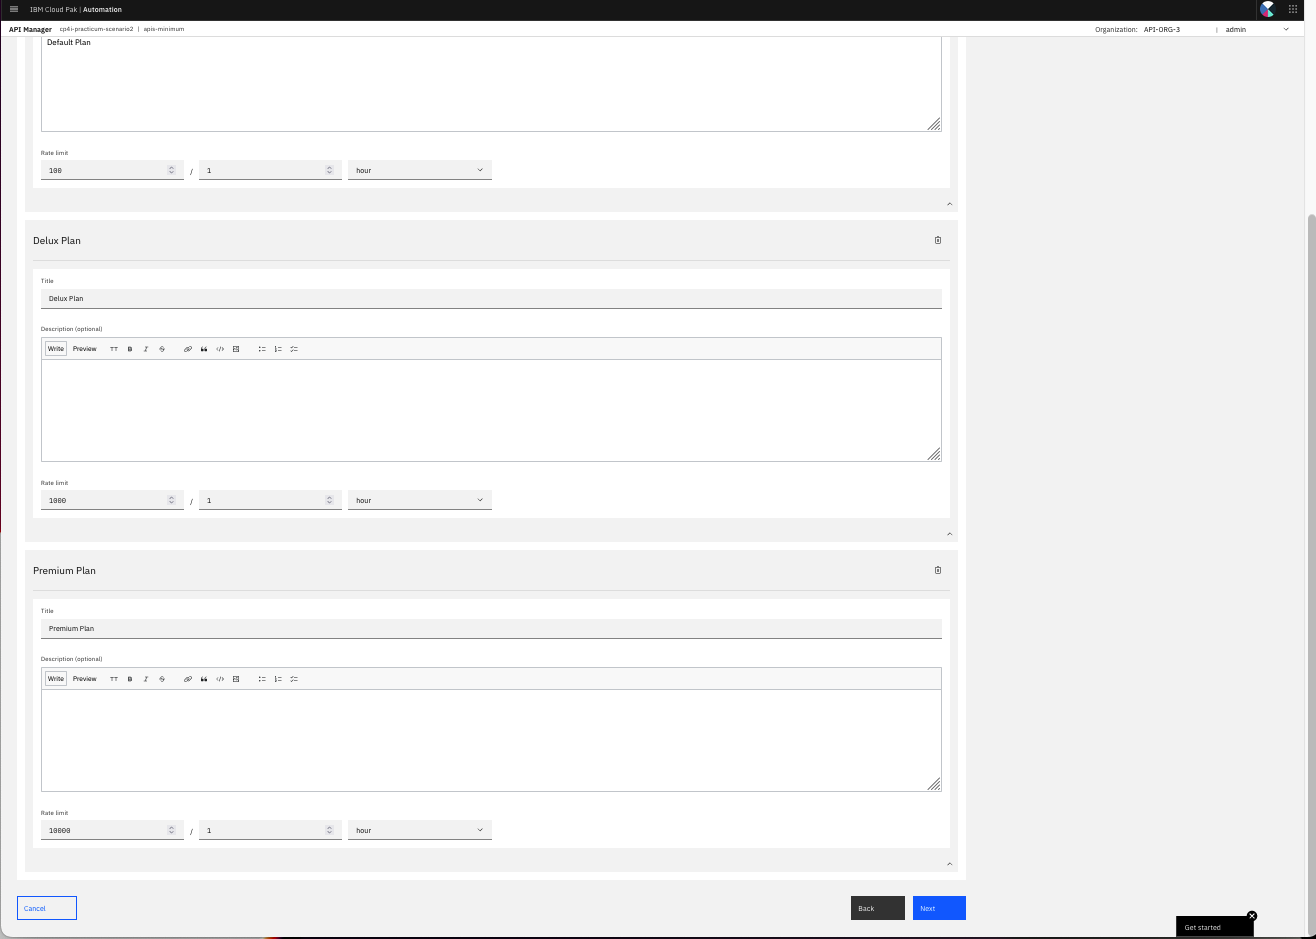 IBM Cloud Pak | Automation
API Manager cp4i-practicum-scenario2 | apis-minimum Organization: API-ORG-3 | admin
Default Plan
Rate limit
100 / 1 hour
Delux Plan
Title
Delux Plan
Description (optional)
Write Preview TT B I S
Rate limit
1000 / 1 hour
Premium Plan
Title
Premium Plan
Description (optional)
Write Preview TT B I S
Rate limit
10000 / 1 hour
Cancel Back Next
Get started